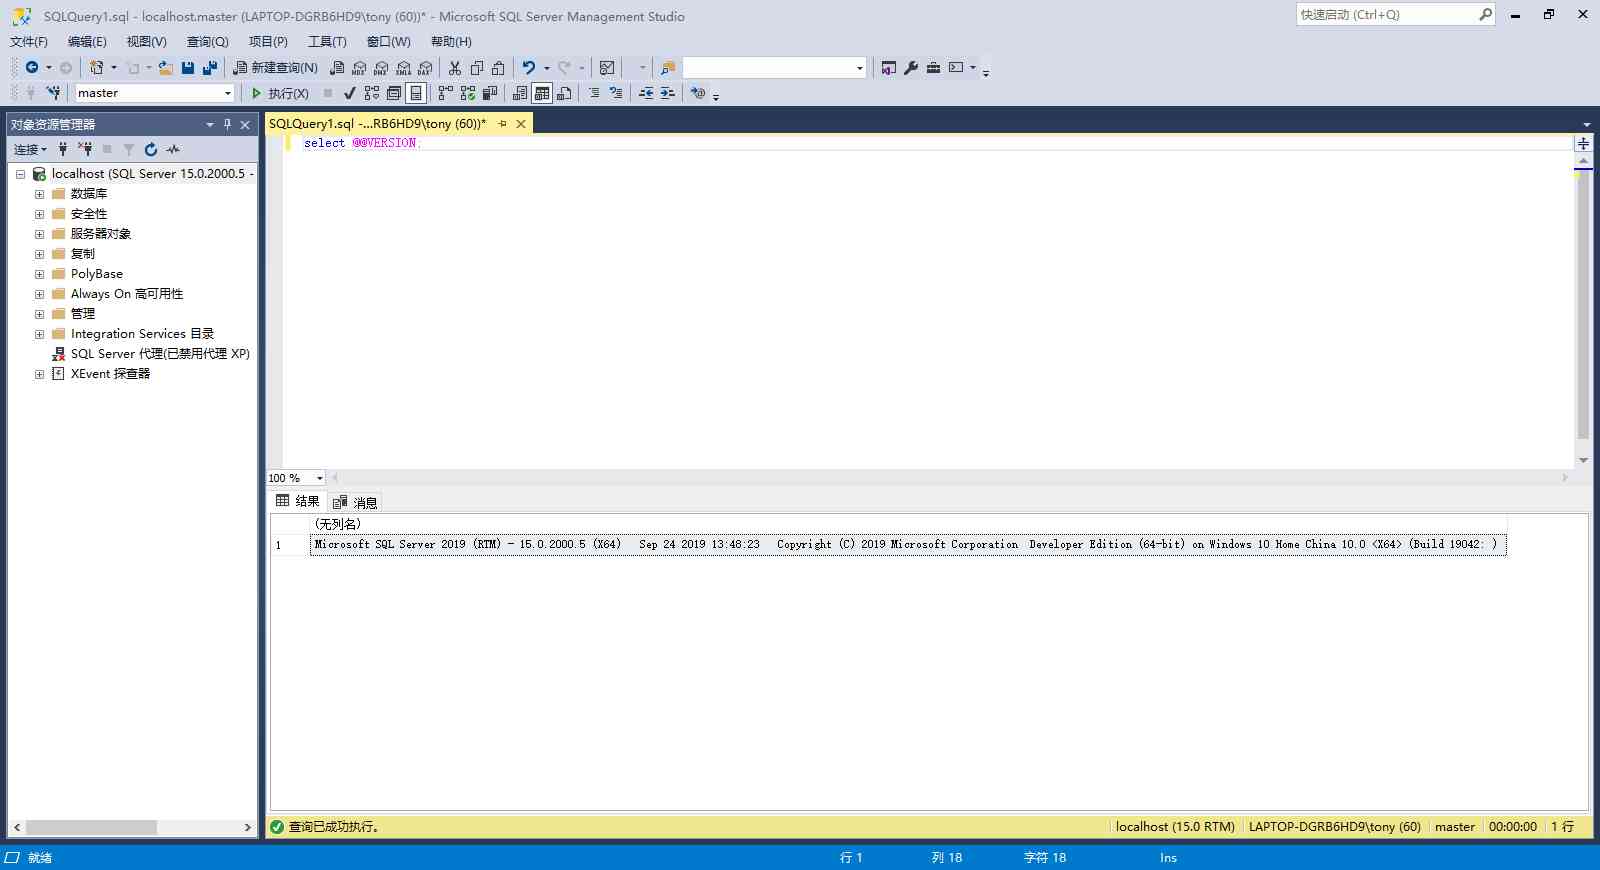 SQLQuery1.sql - localhost.master (LAPTOP-DGRB6HD9\tony (60))* - Microsoft SQL Server Management Studio
快速启动 (Ctrl+Q)
文件(F) 编辑(E) 视图(V) 查询(Q) 项目(P) 工具(T) 窗口(W) 帮助(H)
新建查询(N) MDX DMX XMLA DAX
master 执行(X)
对象资源管理器
SQLQuery1.sql -...RB6HD9\tony (60))*
连接
select @@VERSION;
localhost (SQL Server 15.0.2000.5 -
数据库
安全性
服务器对象
复制
PolyBase
Always On 高可用性
管理
Integration Services 目录
SQL Server 代理(已禁用代理 XP)
XEvent 探查器
100 %
结果 消息
(无列名)
1 Microsoft SQL Server 2019 (RTM) - 15.0.2000.5 (X64) Sep 24 2019 13:48:23 Copyright (C) 2019 Microsoft Corporation Developer Edition (64-bit) on Windows 10 Home China 10.0 <X64> (Build 19042: )
查询已成功执行。 localhost (15.0 RTM) LAPTOP-DGRB6HD9\tony (60) master 00:00:00 1 行
就绪 行 1 列 18 字符 18 Ins